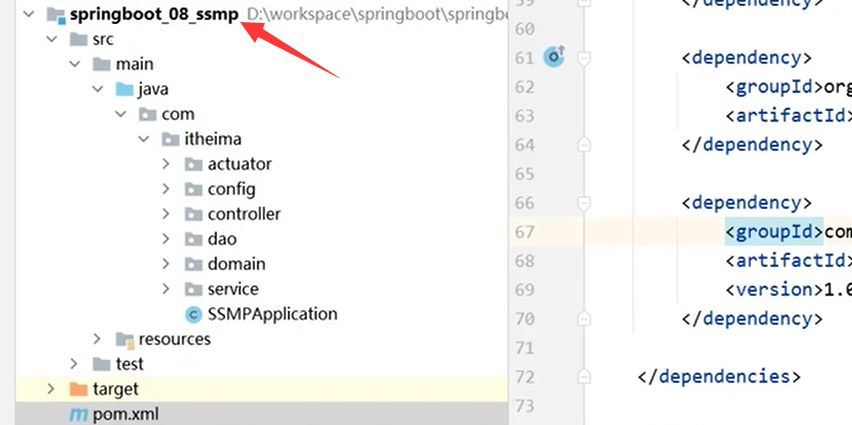 springboot_08_ssmp D:\workspace\springboot\springb
src
main
java
com
itheima
actuator
config
controller
dao
domain
service
SSMPApplication
resources
test
target
pom.xml
59 </dependency>
60
61 <dependency>
62 <groupId>org
63 <artifactId>
64 </dependency>
65
66 <dependency>
67 <groupId>com
68 <artifactId>
69 <version>1.0
70 </dependency>
71
72 </dependencies>
73